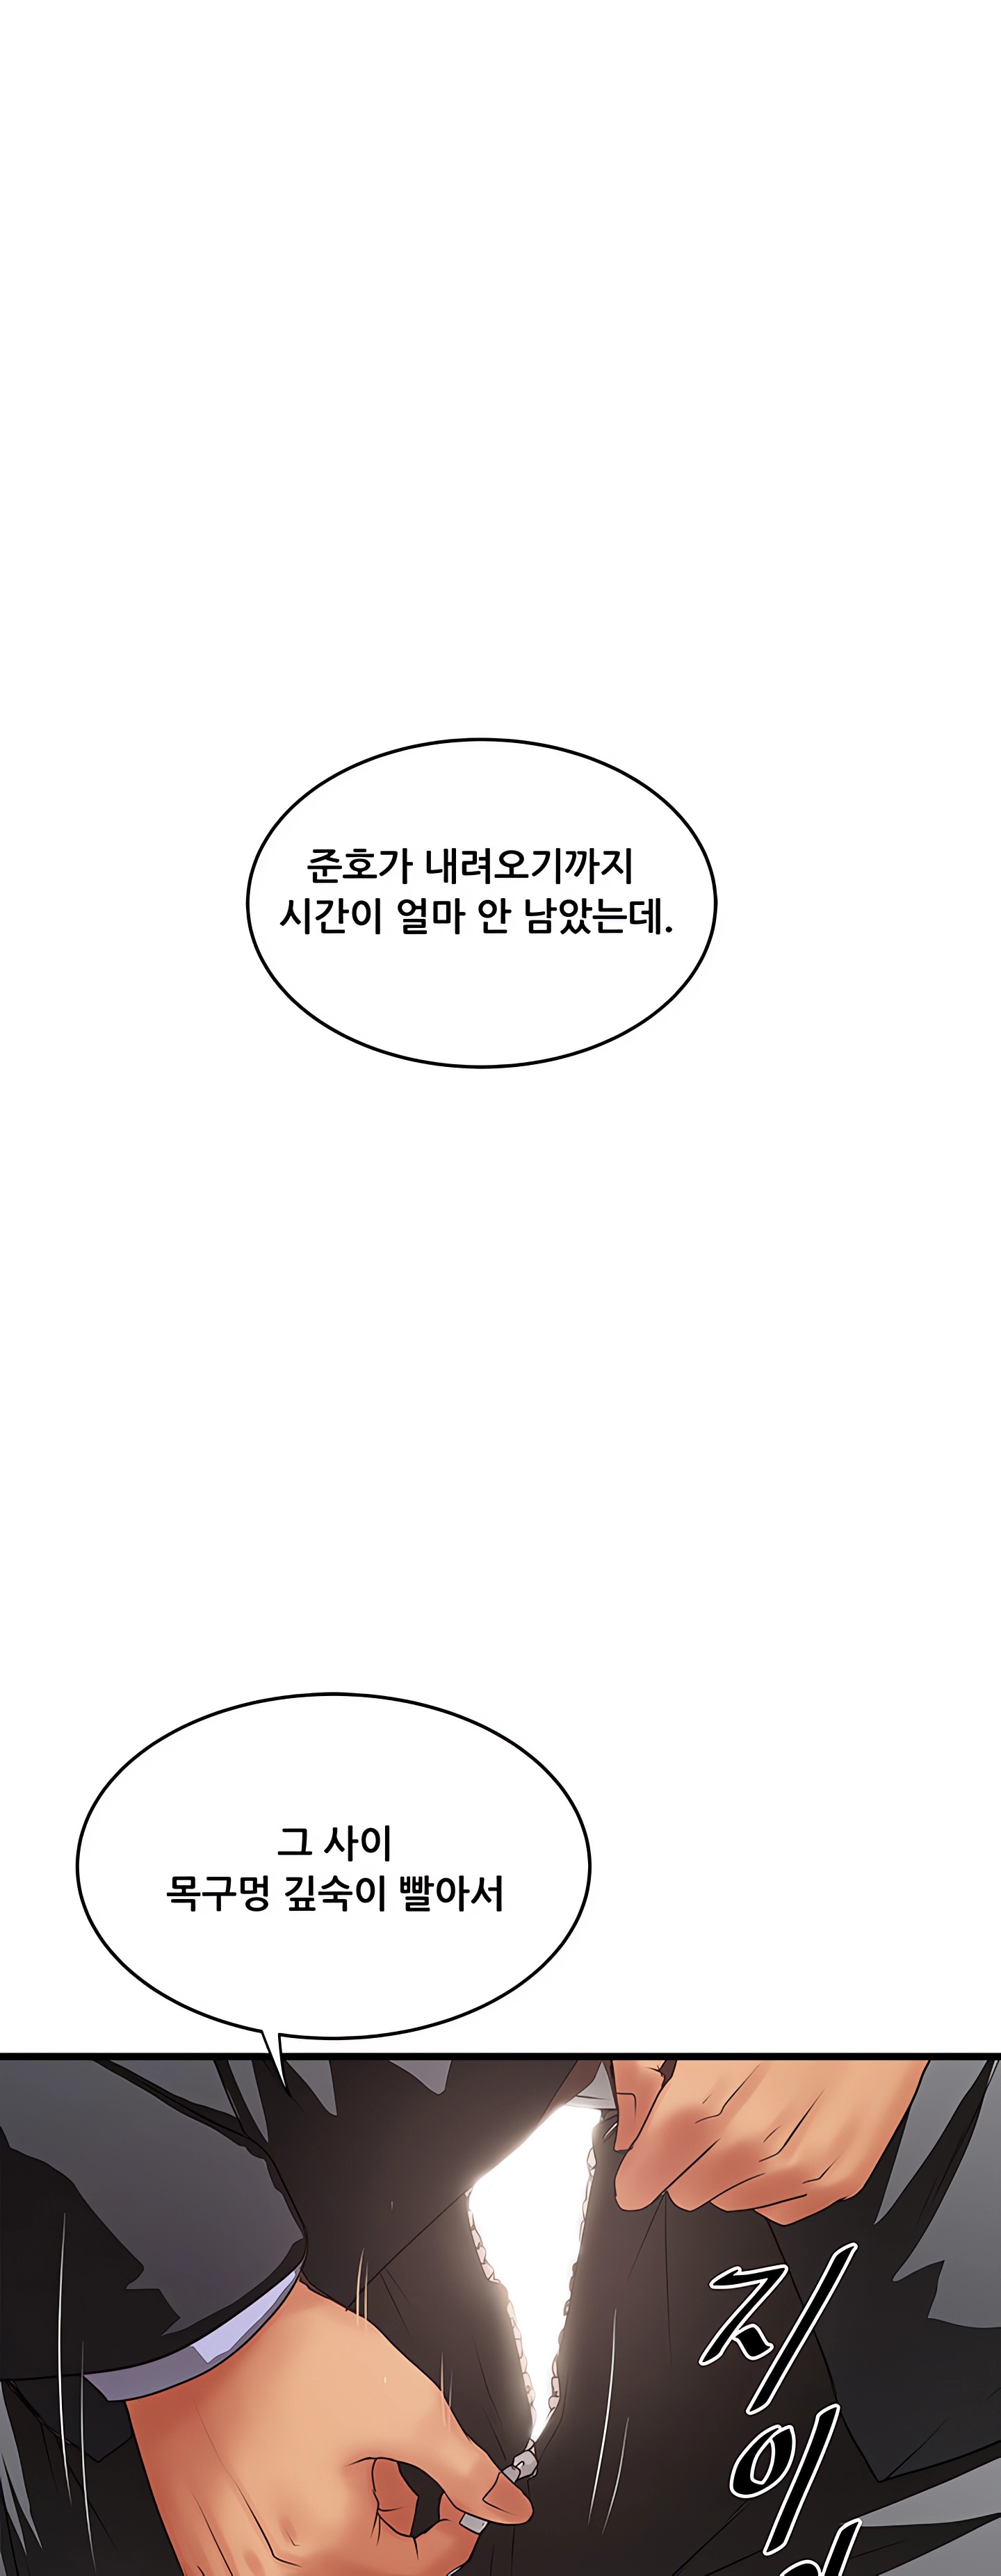 준호가 내려오기까지
시간이 얼마 안 남았는데.
그 사이
목구멍 깊숙이 빨아서
지이